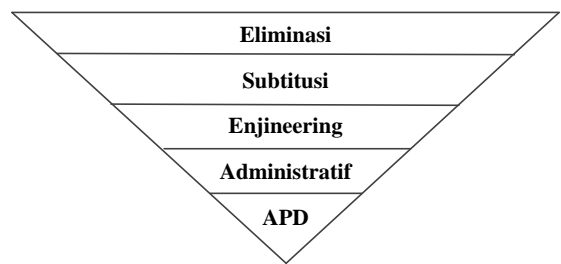 Eliminasi
Subtitusi
Enjineering
Administratif
APD